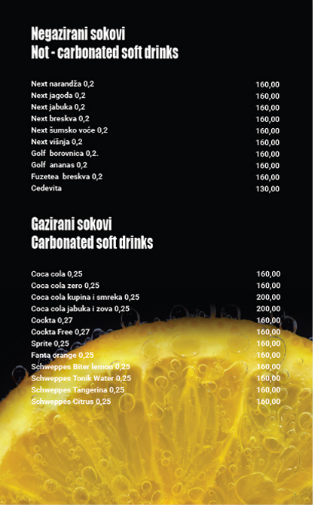 Negazirani sokovi
Not - carbonated soft drinks
Next narandža 0,2 160,00
Next jagoda 0,2 160,00
Next jabuka 0,2 160,00
Next breskva 0,2 160,00
Next šumsko voće 0,2 160,00
Next višnja 0,2 160,00
Golf borovnica 0,2. 160,00
Golf ananas 0,2 160,00
Fuzetea breskva 0,2 160,00
Cedevita 130,00
Gazirani sokovi
Carbonated soft drinks
Coca cola 0,25 160,00
Coca cola zero 0,25 160,00
Coca cola kupina i smreka 0,25 200,00
Coca cola jabuka i zova 0,25 200,00
Cockta 0,27 160,00
Cockta Free 0,27 160,00
Sprite 0,25 160,00
Fanta orange 0,25 160,00
Schweppes Biter lemon 0,25 160,00
Schweppes Tonik Water 0,25 160,00
Schweppes Tangerina 0,25 160,00
Schweppes Citrus 0,25 160,00